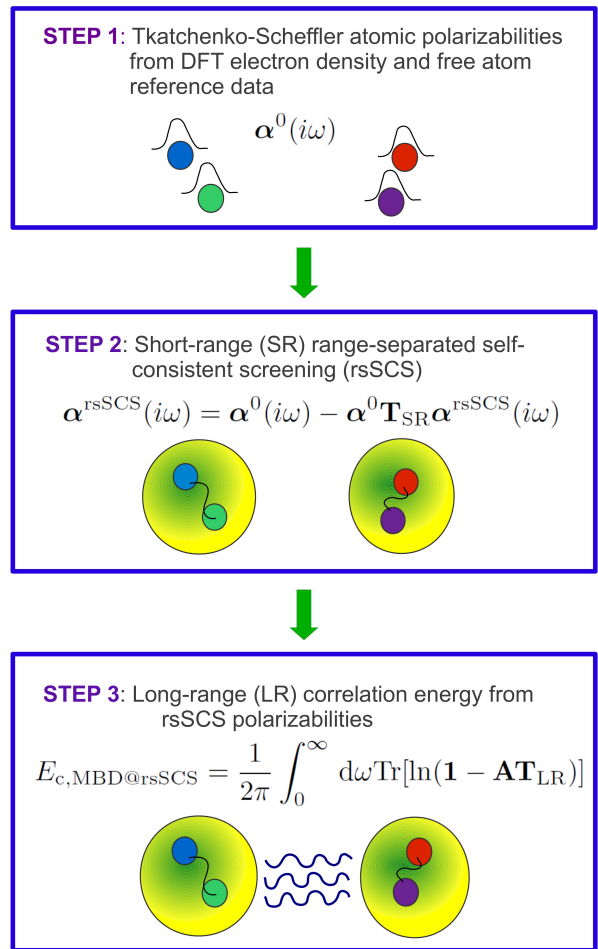 STEP 1: Tkatchenko-Scheffler atomic polarizabilities
from DFT electron density and free atom
reference data
α⁰(iω)
STEP 2: Short-range (SR) range-separated self-
consistent screening (rsSCS)
α^rsSCS(iω) = α⁰(iω) − α⁰T_SR α^rsSCS(iω)
STEP 3: Long-range (LR) correlation energy from
rsSCS polarizabilities
E_c,MBD@rsSCS = 1/2π ∫₀^∞ dωTr[ln(1 − AT_LR)]